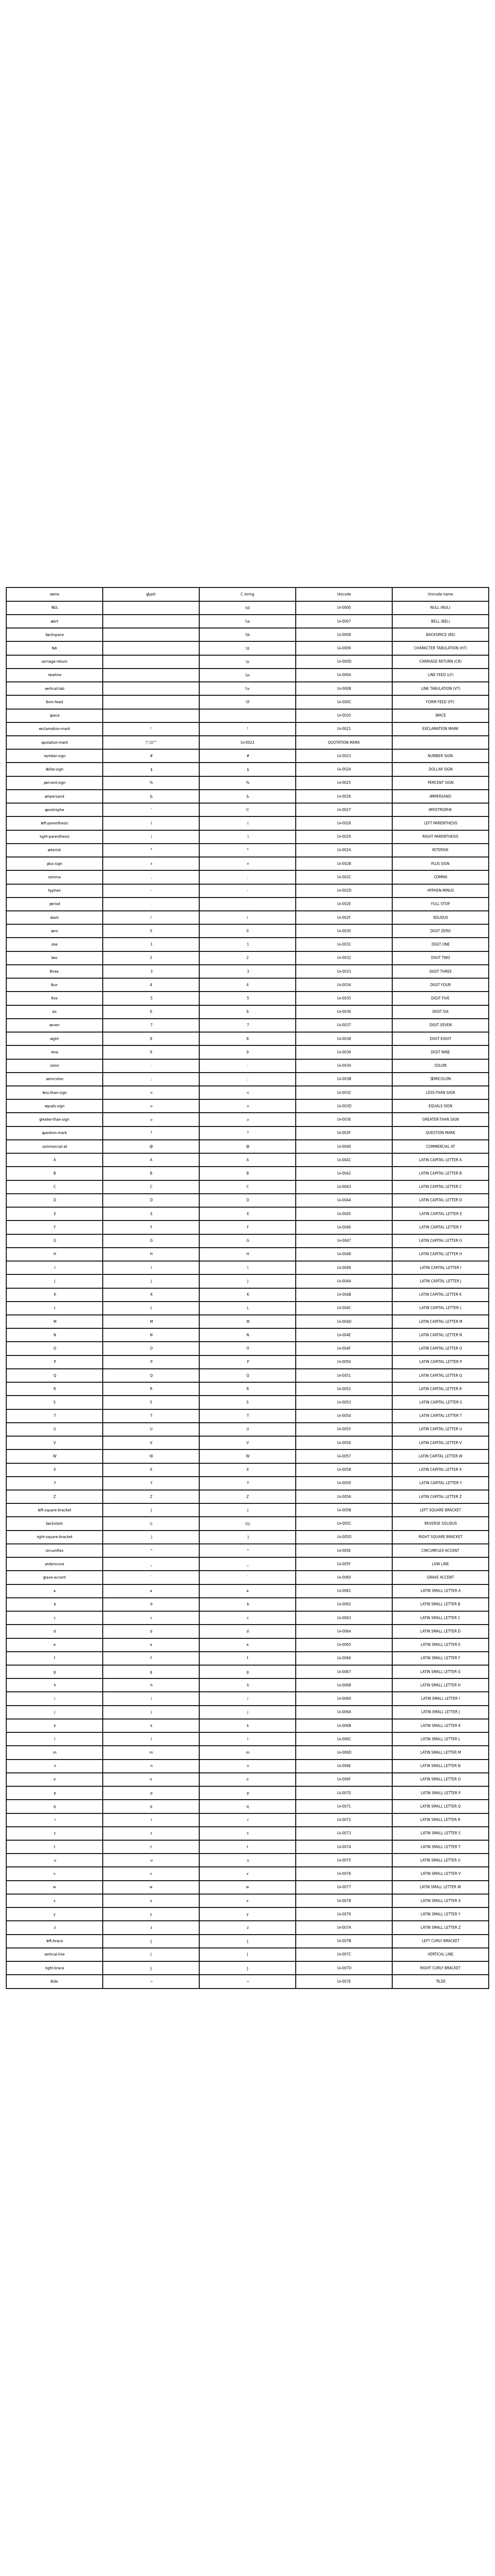 name glyph C string Unicode Unicode name
NUL \0 U+0000 NULL (NUL)
alert \a U+0007 BELL (BEL)
backspace \b U+0008 BACKSPACE (BS)
tab \t U+0009 CHARACTER TABULATION (HT)
carriage-return \r U+000D CARRIAGE RETURN (CR)
newline \n U+000A LINE FEED (LF)
vertical-tab \v U+000B LINE TABULATION (VT)
form-feed \f U+000C FORM FEED (FF)
space U+0020 SPACE
exclamation-mark ! ! U+0021 EXCLAMATION MARK
quotation-mark U+0022 QUOTATION MARK
number-sign # # U+0023 NUMBER SIGN
dollar-sign $ $ U+0024 DOLLAR SIGN
percent-sign % % U+0025 PERCENT SIGN
ampersand & & U+0026 AMPERSAND
apostrophe ' \' U+0027 APOSTROPHE
left-parenthesis ( ( U+0028 LEFT PARENTHESIS
right-parenthesis ) ) U+0029 RIGHT PARENTHESIS
asterisk * * U+002A ASTERISK
plus-sign + + U+002B PLUS SIGN
comma , , U+002C COMMA
hyphen - - U+002D HYPHEN-MINUS
period . . U+002E FULL STOP
slash / / U+002F SOLIDUS
zero 0 0 U+0030 DIGIT ZERO
one 1 1 U+0031 DIGIT ONE
two 2 2 U+0032 DIGIT TWO
three 3 3 U+0033 DIGIT THREE
four 4 4 U+0034 DIGIT FOUR
five 5 5 U+0035 DIGIT FIVE
six 6 6 U+0036 DIGIT SIX
seven 7 7 U+0037 DIGIT SEVEN
eight 8 8 U+0038 DIGIT EIGHT
nine 9 9 U+0039 DIGIT NINE
colon : : U+003A COLON
semicolon ; ; U+003B SEMICOLON
less-than-sign < < U+003C LESS-THAN SIGN
equals-sign = = U+003D EQUALS SIGN
greater-than-sign > > U+003E GREATER-THAN SIGN
question-mark ? ? U+003F QUESTION MARK
commercial-at @ @ U+0040 COMMERCIAL AT
A A A U+0041 LATIN CAPITAL LETTER A
B B B U+0042 LATIN CAPITAL LETTER B
C C C U+0043 LATIN CAPITAL LETTER C
D D D U+0044 LATIN CAPITAL LETTER D
E E E U+0045 LATIN CAPITAL LETTER E
F F F U+0046 LATIN CAPITAL LETTER F
G G G U+0047 LATIN CAPITAL LETTER G
H H H U+0048 LATIN CAPITAL LETTER H
I I I U+0049 LATIN CAPITAL LETTER I
J J J U+004A LATIN CAPITAL LETTER J
K K K U+004B LATIN CAPITAL LETTER K
L L L U+004C LATIN CAPITAL LETTER L
M M M U+004D LATIN CAPITAL LETTER M
N N N U+004E LATIN CAPITAL LETTER N
O O O U+004F LATIN CAPITAL LETTER O
P P P U+0050 LATIN CAPITAL LETTER P
Q Q Q U+0051 LATIN CAPITAL LETTER Q
R R R U+0052 LATIN CAPITAL LETTER R
S S S U+0053 LATIN CAPITAL LETTER S
T T T U+0054 LATIN CAPITAL LETTER T
U U U U+0055 LATIN CAPITAL LETTER U
V V V U+0056 LATIN CAPITAL LETTER V
W W W U+0057 LATIN CAPITAL LETTER W
X X X U+0058 LATIN CAPITAL LETTER X
Y Y Y U+0059 LATIN CAPITAL LETTER Y
Z Z Z U+005A LATIN CAPITAL LETTER Z
left-square-bracket [ [ U+005B LEFT SQUARE BRACKET
backslash \ \\ U+005C REVERSE SOLIDUS
right-square-bracket ] ] U+005D RIGHT SQUARE BRACKET
circumflex ^ ^ U+005E CIRCUMFLEX ACCENT
underscore _ _ U+005F LOW LINE
grave-accent ` ` U+0060 GRAVE ACCENT
a a a U+0061 LATIN SMALL LETTER A
b b b U+0062 LATIN SMALL LETTER B
c c c U+0063 LATIN SMALL LETTER C
d d d U+0064 LATIN SMALL LETTER D
e e e U+0065 LATIN SMALL LETTER E
f f f U+0066 LATIN SMALL LETTER F
g g g U+0067 LATIN SMALL LETTER G
h h h U+0068 LATIN SMALL LETTER H
i i i U+0069 LATIN SMALL LETTER I
j j j U+006A LATIN SMALL LETTER J
k k k U+006B LATIN SMALL LETTER K
l l l U+006C LATIN SMALL LETTER L
m m m U+006D LATIN SMALL LETTER M
n n n U+006E LATIN SMALL LETTER N
o o o U+006F LATIN SMALL LETTER O
p p p U+0070 LATIN SMALL LETTER P
q q q U+0071 LATIN SMALL LETTER Q
r r r U+0072 LATIN SMALL LETTER R
s s s U+0073 LATIN SMALL LETTER S
t t t U+0074 LATIN SMALL LETTER T
u u u U+0075 LATIN SMALL LETTER U
v v v U+0076 LATIN SMALL LETTER V
w w w U+0077 LATIN SMALL LETTER W
x x x U+0078 LATIN SMALL LETTER X
y y y U+0079 LATIN SMALL LETTER Y
z z z U+007A LATIN SMALL LETTER Z
left-brace { { U+007B LEFT CURLY BRACKET
vertical-line | | U+007C VERTICAL LINE
right-brace } } U+007D RIGHT CURLY BRACKET
tilde ~ ~ U+007E TILDE